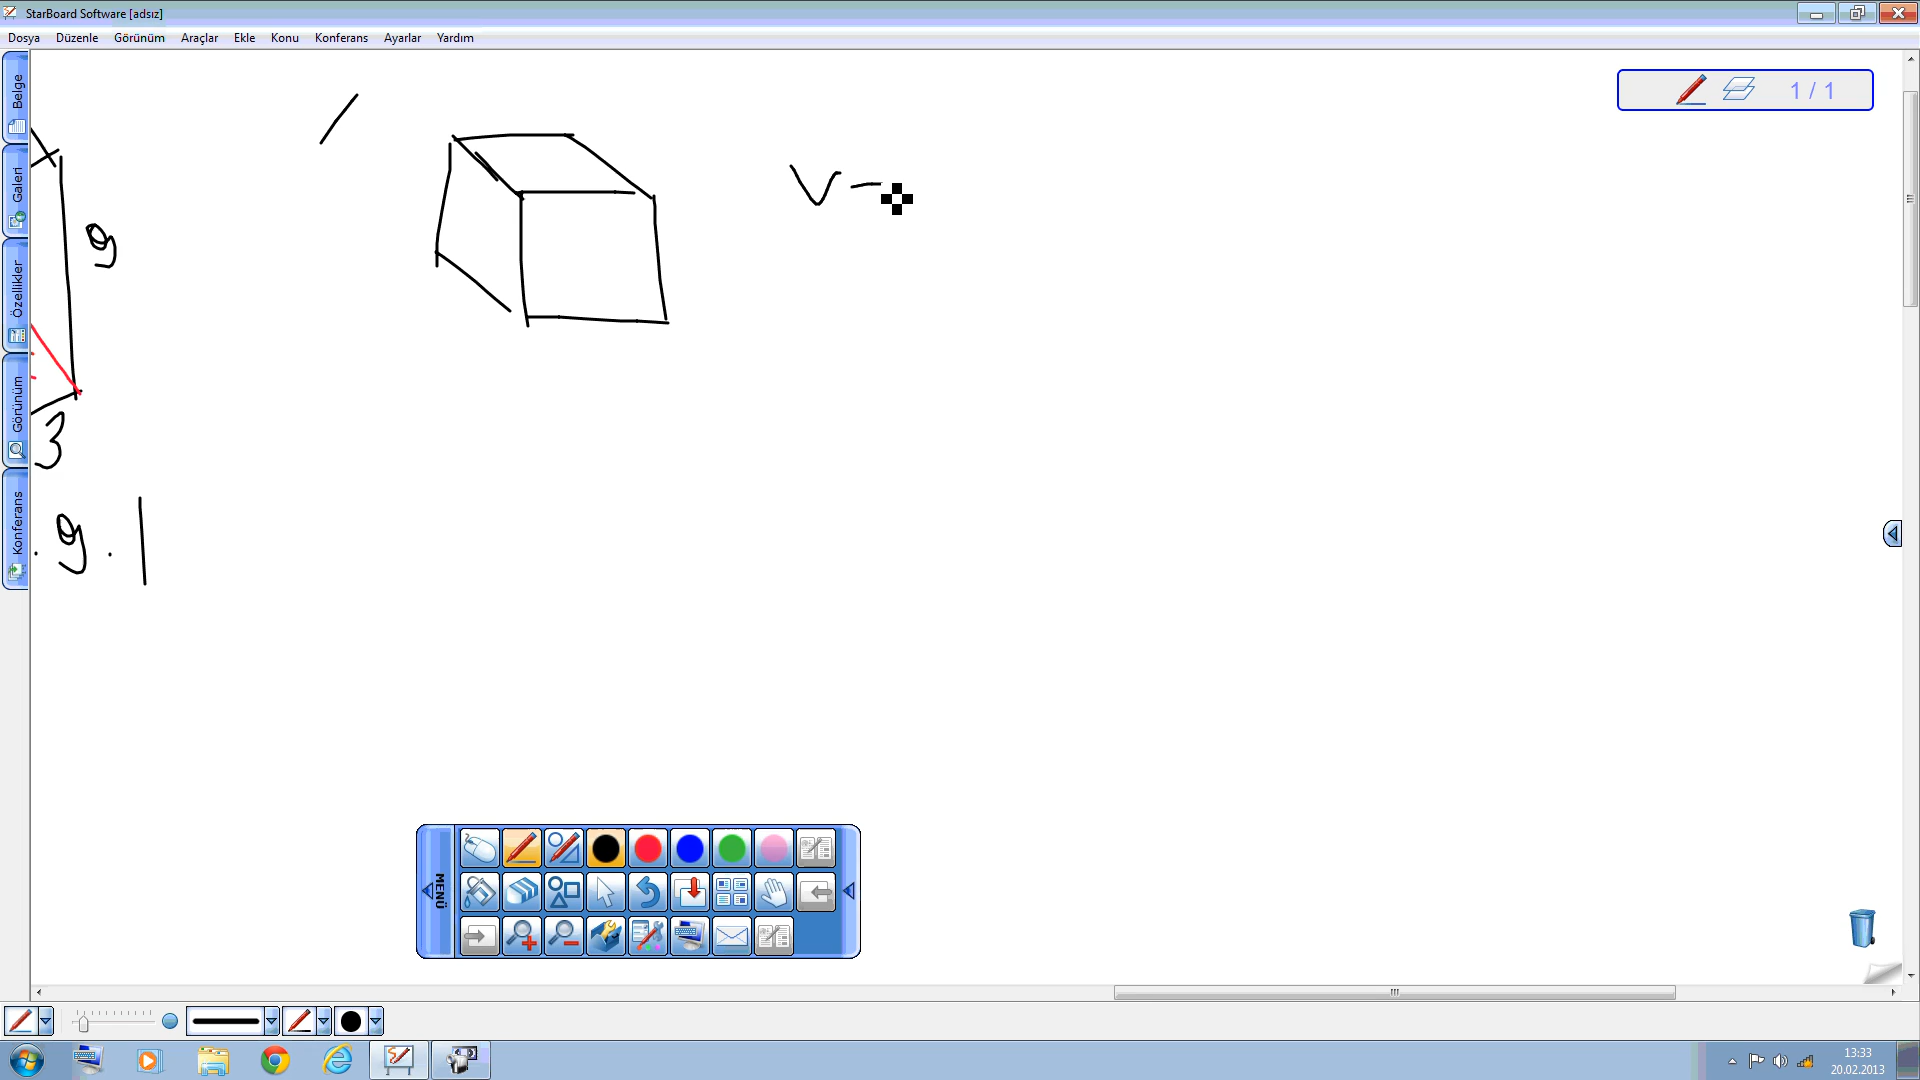 StarBoard Software [adsız]
Dosya Düzenle Görünüm Araçlar Ekle Konu Konferans Ayarlar Yardım
Belge
Galeri
Özellikler
Görünüm
Konferans
1 / 1
9
V -
3
. 9 . 1
MENÜ
13:33
20.02.2013